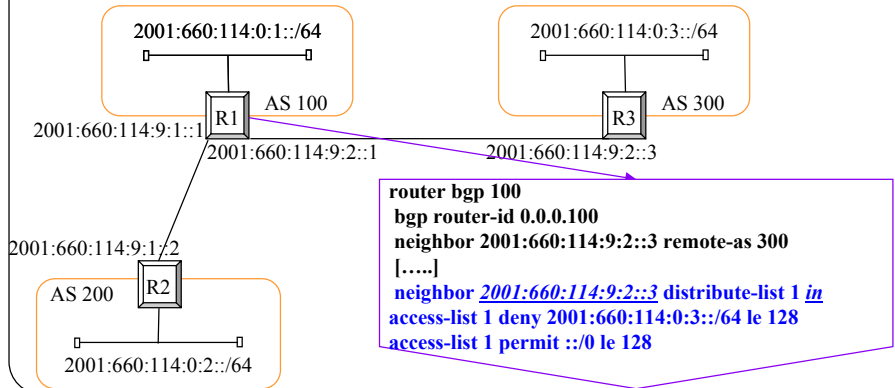 2001:660:114:0:1::/64
2001:660:114:0:3::/64
R1
AS 100
R3
AS 300
2001:660:114:9:1::1
2001:660:114:9:2::1
2001:660:114:9:2::3
router bgp 100
bgp router-id 0.0.0.100
neighbor 2001:660:114:9:2::3 remote-as 300
[…..]
neighbor 2001:660:114:9:2::3 distribute-list 1 in
access-list 1 deny 2001:660:114:0:3::/64 le 128
access-list 1 permit ::/0 le 128
2001:660:114:9:1::2
AS 200
R2
2001:660:114:0:2::/64